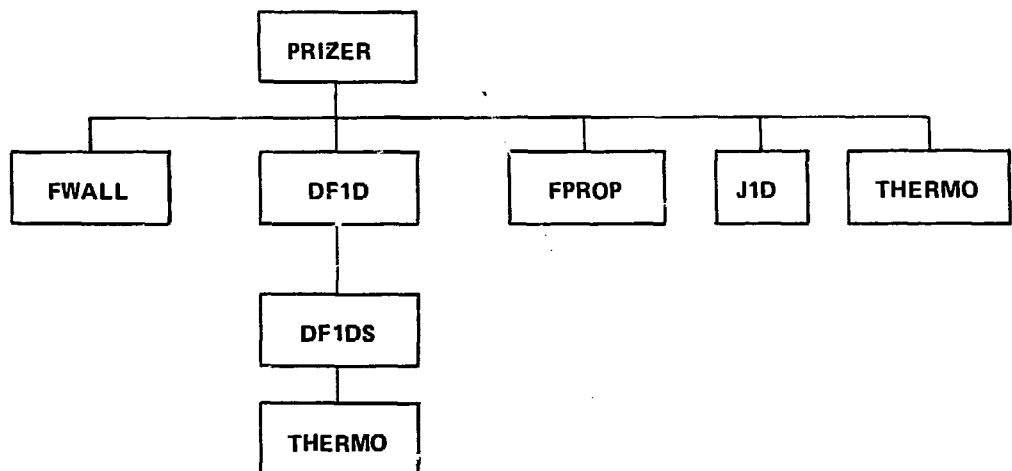 PRIZER
FWALL
DF1D
FPROP
J1D
THERMO
DF1DS
THERMO